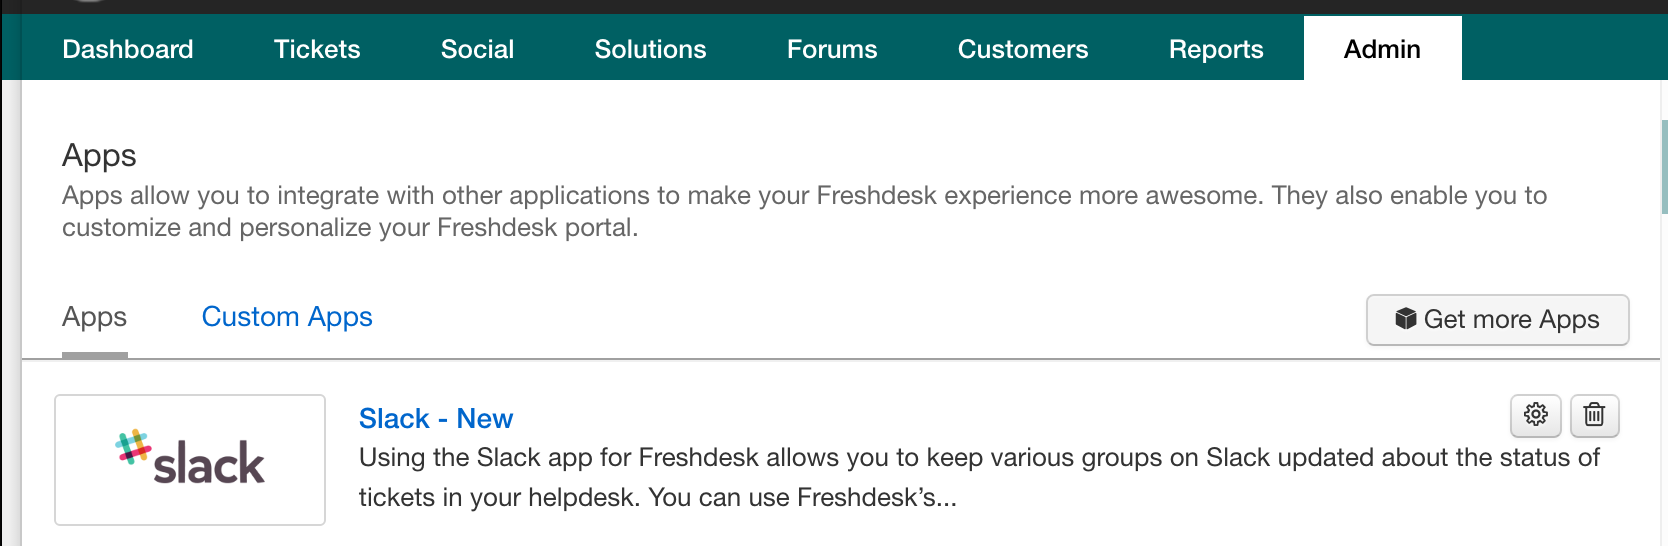 Dashboard Tickets Social Solutions Forums Customers Reports Admin
Apps
Apps allow you to integrate with other applications to make your Freshdesk experience more awesome. They also enable you to
customize and personalize your Freshdesk portal.
Apps Custom Apps Get more Apps
slack
Slack - New
Using the Slack app for Freshdesk allows you to keep various groups on Slack updated about the status of
tickets in your helpdesk. You can use Freshdesk’s...